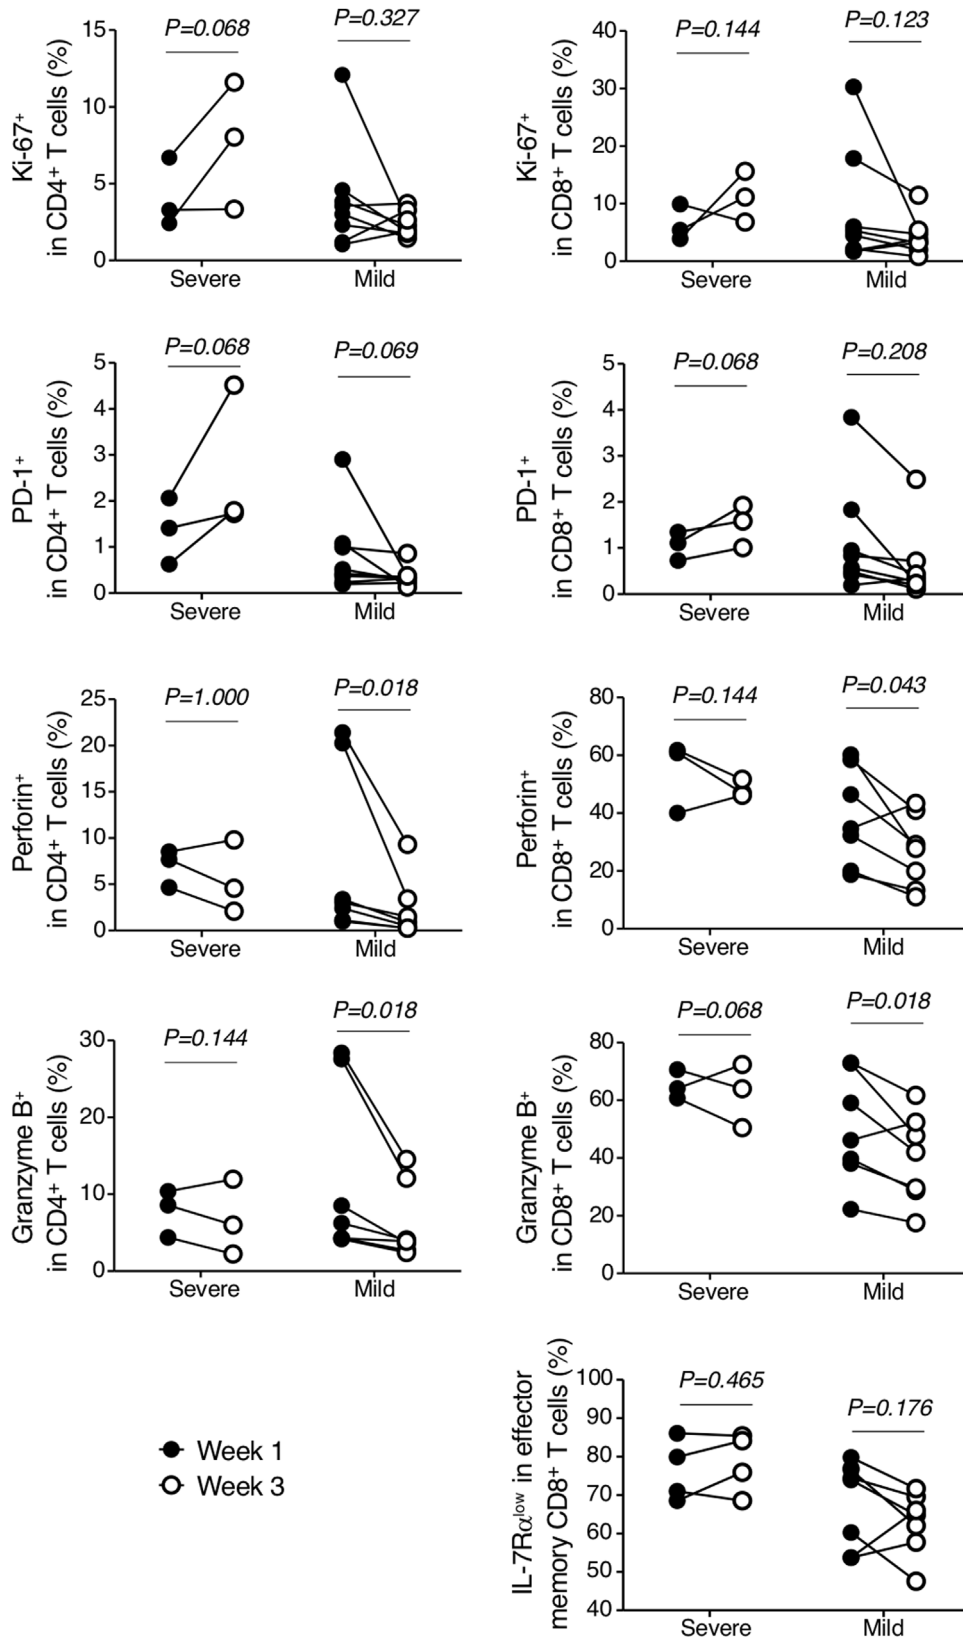 Ki-67⁺
in CD4⁺ T cells (%)
15
10
5
0
P=0.068
P=0.327
Severe
Mild
Ki-67⁺
in CD8⁺ T cells (%)
40
30
20
10
0
P=0.144
P=0.123
Severe
Mild
PD-1⁺
in CD4⁺ T cells (%)
5
4
3
2
1
0
P=0.068
P=0.069
Severe
Mild
PD-1⁺
in CD8⁺ T cells (%)
5
4
3
2
1
0
P=0.068
P=0.208
Severe
Mild
Perforin⁺
in CD4⁺ T cells (%)
25
20
15
10
5
0
P=1.000
P=0.018
Severe
Mild
Perforin⁺
in CD8⁺ T cells (%)
80
60
40
20
0
P=0.144
P=0.043
Severe
Mild
Granzyme B⁺
in CD4⁺ T cells (%)
30
20
10
0
P=0.144
P=0.018
Severe
Mild
Granzyme B⁺
in CD8⁺ T cells (%)
80
60
40
20
0
P=0.068
P=0.018
Severe
Mild
Week 1
Week 3
IL-7Rαˡᵒʷ in effector
memory CD8⁺ T cells (%)
100
90
80
70
60
50
40
P=0.465
P=0.176
Severe
Mild